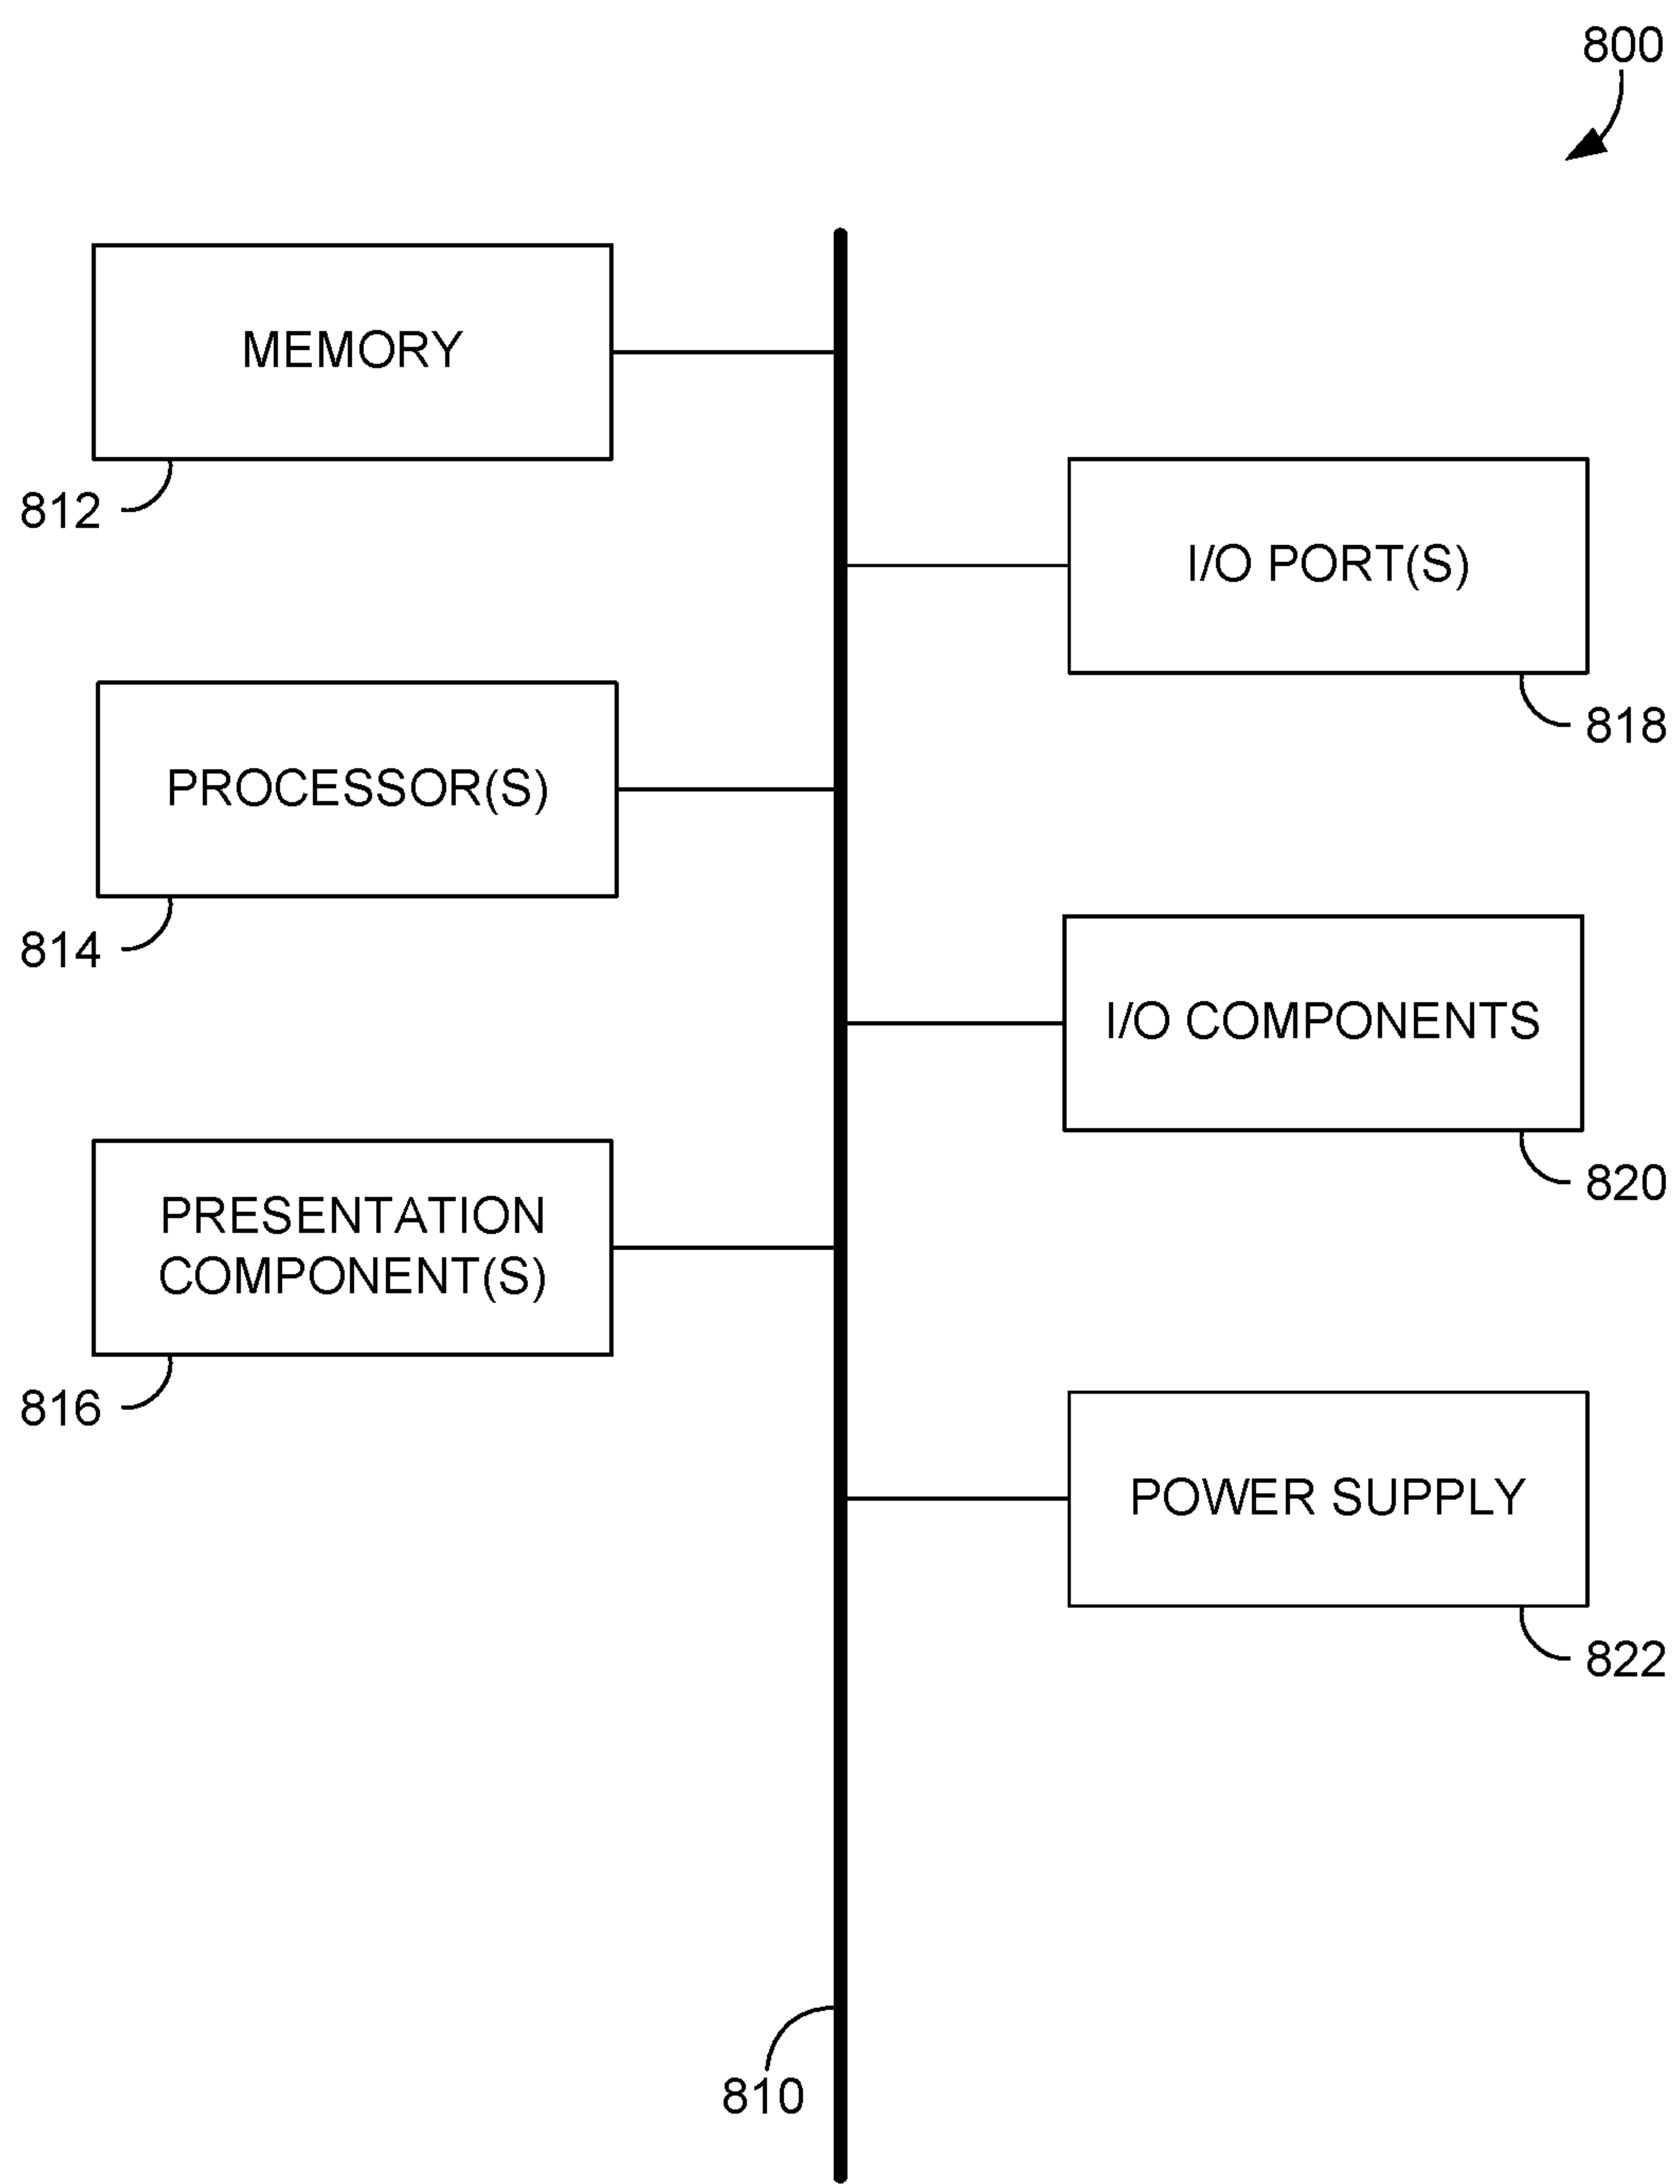 800
MEMORY
812
I/O PORT(S)
818
PROCESSOR(S)
814
I/O COMPONENTS
820
PRESENTATION
COMPONENT(S)
816
POWER SUPPLY
822
810